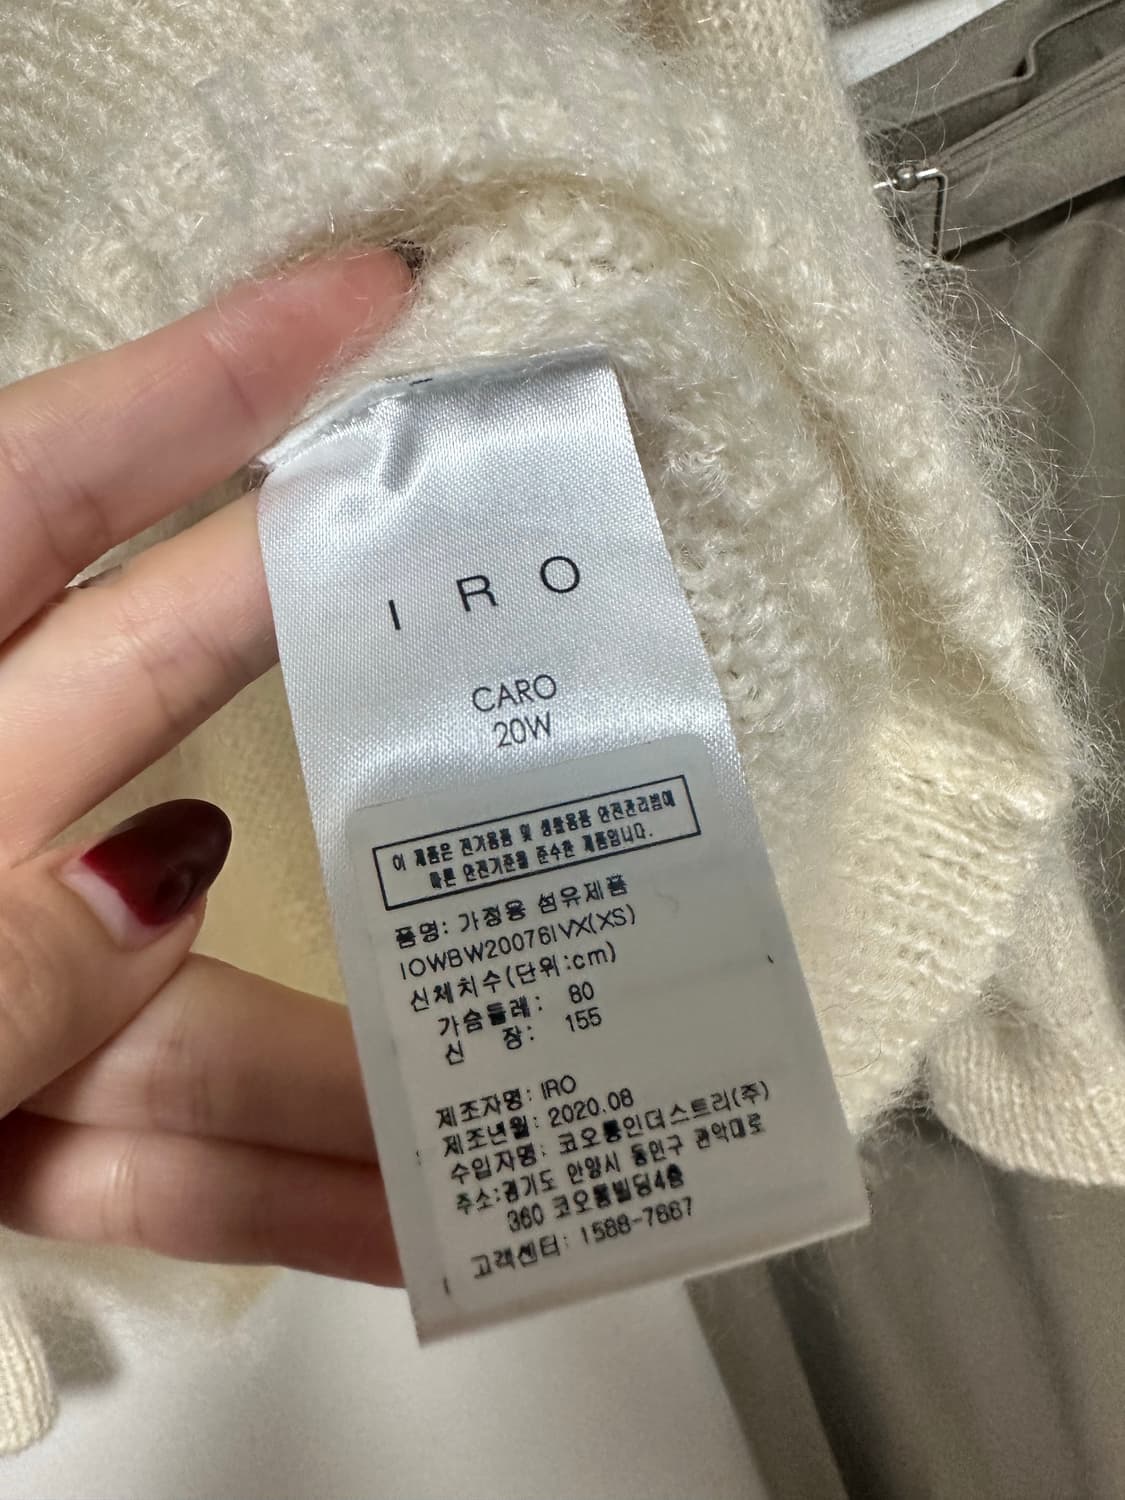 IRO
CARO
20W
이 제품은 전기용품 및 생활용품 안전관리법에
따른 안전기준을 준수한 제품입니다.
품명: 가정용 섬유제품
IOWBW20076IVX(XS)
신체치수(단위:cm)
가슴둘레: 80
신 장: 155
제조자명: IRO
제조년월: 2020.08
수입자명: 코오롱인더스트리(주)
주소:경기도 안양시 동안구 관악대로
360 코오롱빌딩4층
고객센터: 1588-7667